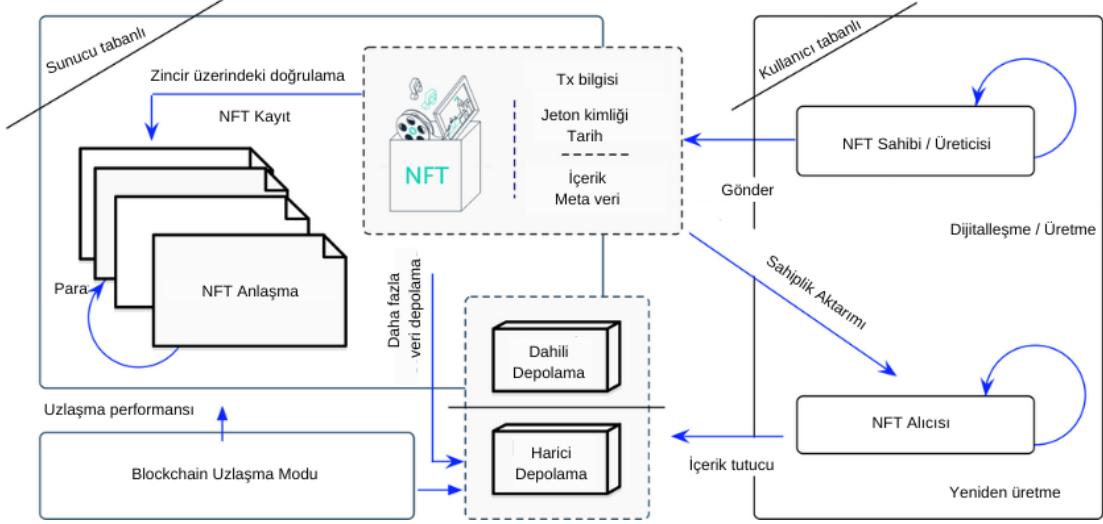 Sunucu tabanlı
Zincir üzerindeki doğrulama
NFT Kayıt
NFT
Tx bilgisi
Jeton kimliği
Tarih
İçerik
Meta veri
Kullanıcı tabanlı
NFT Sahibi / Üreticisi
Gönder
Dijitalleşme / Üretme
Para
NFT Anlaşma
Daha fazla
veri depolama
Sahiplik Aktarımı
Dahili
Depolama
Uzlaşma performansı
Blockchain Uzlaşma Modu
Harici
Depolama
İçerik tutucu
NFT Alıcısı
Yeniden üretme